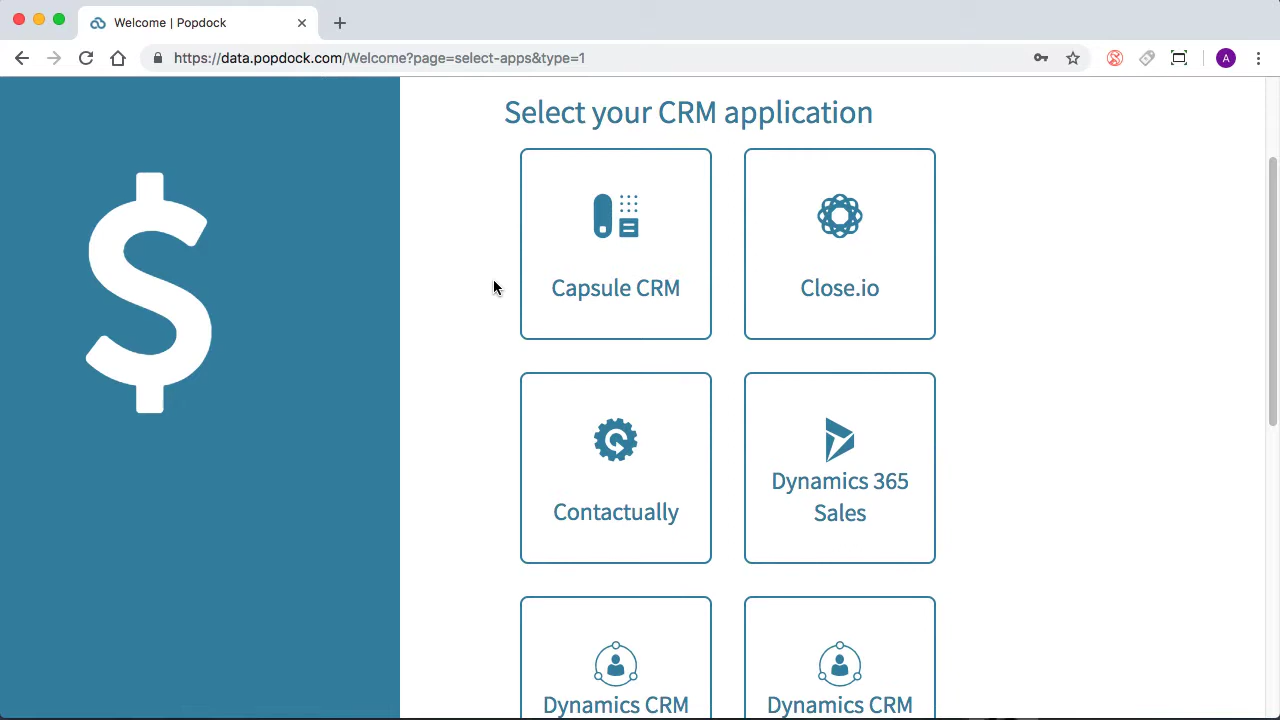 Welcome | Popdock
https://data.popdock.com/Welcome?page=select-apps&type=1
A
Select your CRM application
Capsule CRM
Close.io
Contactually
Dynamics 365
Sales
Dynamics CRM
Dynamics CRM